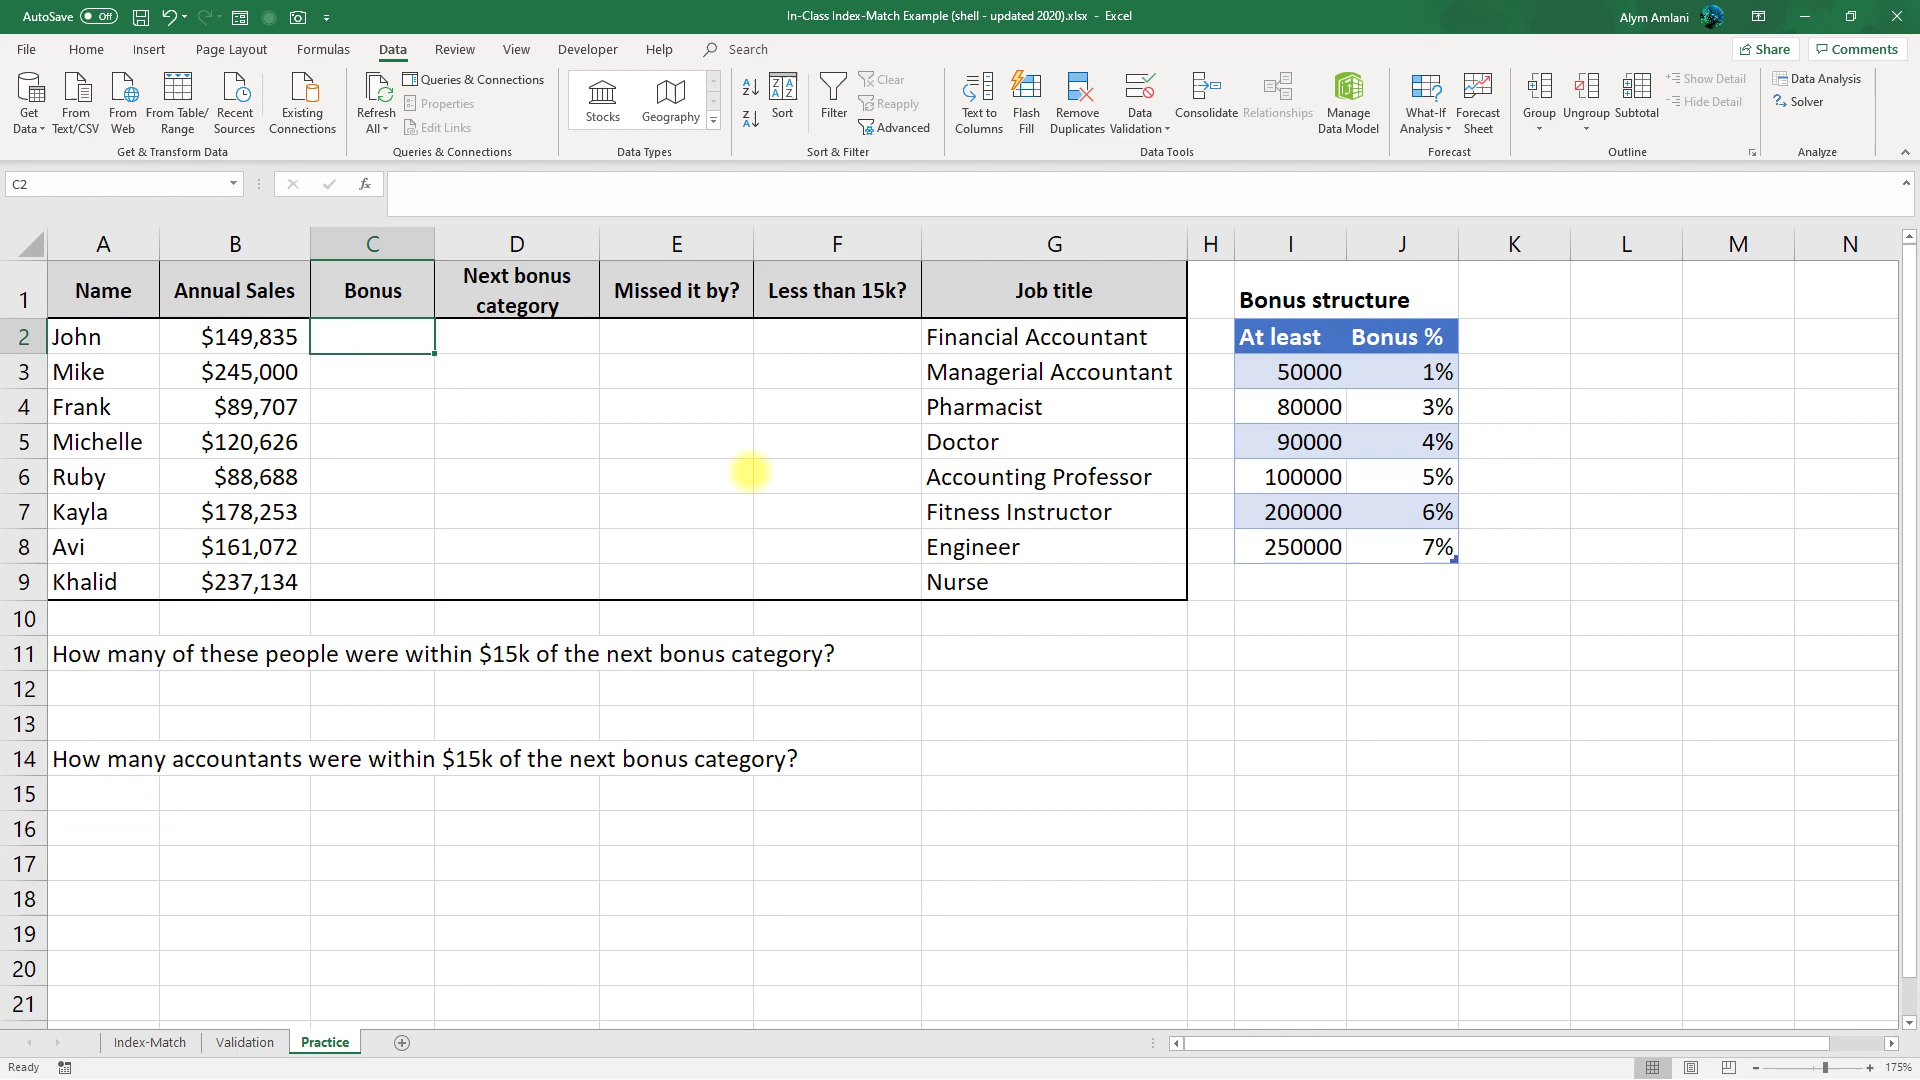 AutoSave Off In-Class Index-Match Example (shell - updated 2020).xlsx - Excel Alym Amlani
File Home Insert Page Layout Formulas Data Review View Developer Help Search Share Comments
Get Data From Text/CSV From Web From Table/ Range Recent Sources Existing Connections
Get & Transform Data
Refresh All Queries & Connections
Properties
Edit Links
Queries & Connections
Stocks Geography
Data Types
Sort Filter Clear
Reapply
Advanced
Sort & Filter
Text to Columns Flash Fill Remove Duplicates Data Validation Consolidate Relationships Manage Data Model
Data Tools
What-If Analysis Forecast Sheet
Forecast
Group Ungroup Subtotal Show Detail
Hide Detail
Outline
Data Analysis
Solver
Analyze
C2 fx
A B C D E F G H I J K L M N
1 Name Annual Sales Bonus Next bonus category Missed it by? Less than 15k? Job title Bonus structure
2 John $149,835 Financial Accountant At least Bonus %
3 Mike $245,000 Managerial Accountant 50000 1%
4 Frank $89,707 Pharmacist 80000 3%
5 Michelle $120,626 Doctor 90000 4%
6 Ruby $88,688 Accounting Professor 100000 5%
7 Kayla $178,253 Fitness Instructor 200000 6%
8 Avi $161,072 Engineer 250000 7%
9 Khalid $237,134 Nurse
10
11 How many of these people were within $15k of the next bonus category?
12
13
14 How many accountants were within $15k of the next bonus category?
15
16
17
18
19
20
21
Index-Match Validation Practice
Ready 175%